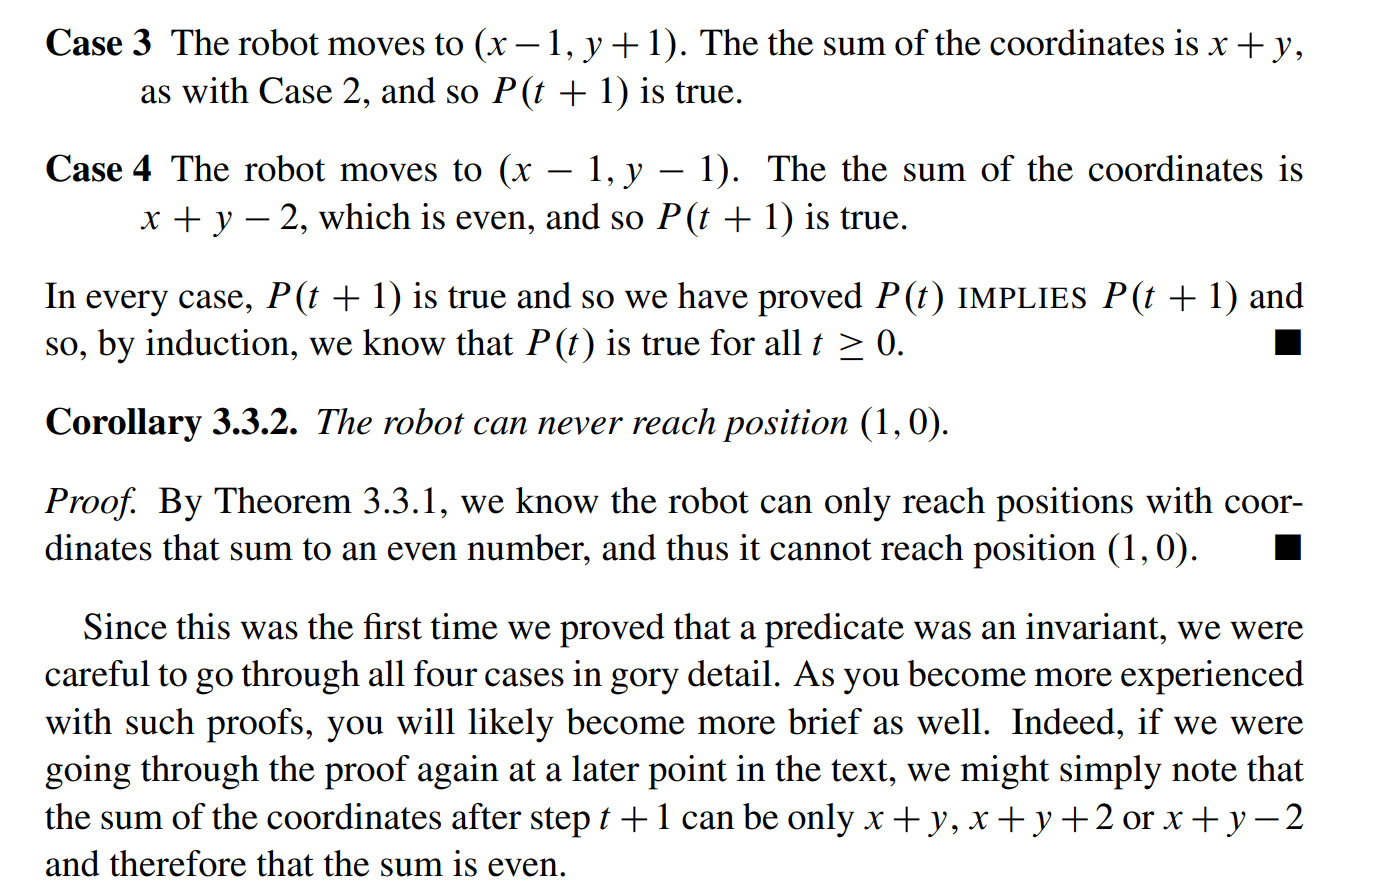 Case 3 The robot moves to (x − 1, y + 1). The the sum of the coordinates is x + y,
as with Case 2, and so P(t + 1) is true.
Case 4 The robot moves to (x − 1, y − 1). The the sum of the coordinates is
x + y − 2, which is even, and so P(t + 1) is true.
In every case, P(t + 1) is true and so we have proved P(t) IMPLIES P(t + 1) and
so, by induction, we know that P(t) is true for all t ≥ 0. ■
Corollary 3.3.2. The robot can never reach position (1, 0).
Proof. By Theorem 3.3.1, we know the robot can only reach positions with coor-
dinates that sum to an even number, and thus it cannot reach position (1, 0). ■
Since this was the first time we proved that a predicate was an invariant, we were
careful to go through all four cases in gory detail. As you become more experienced
with such proofs, you will likely become more brief as well. Indeed, if we were
going through the proof again at a later point in the text, we might simply note that
the sum of the coordinates after step t + 1 can be only x + y, x + y + 2 or x + y − 2
and therefore that the sum is even.